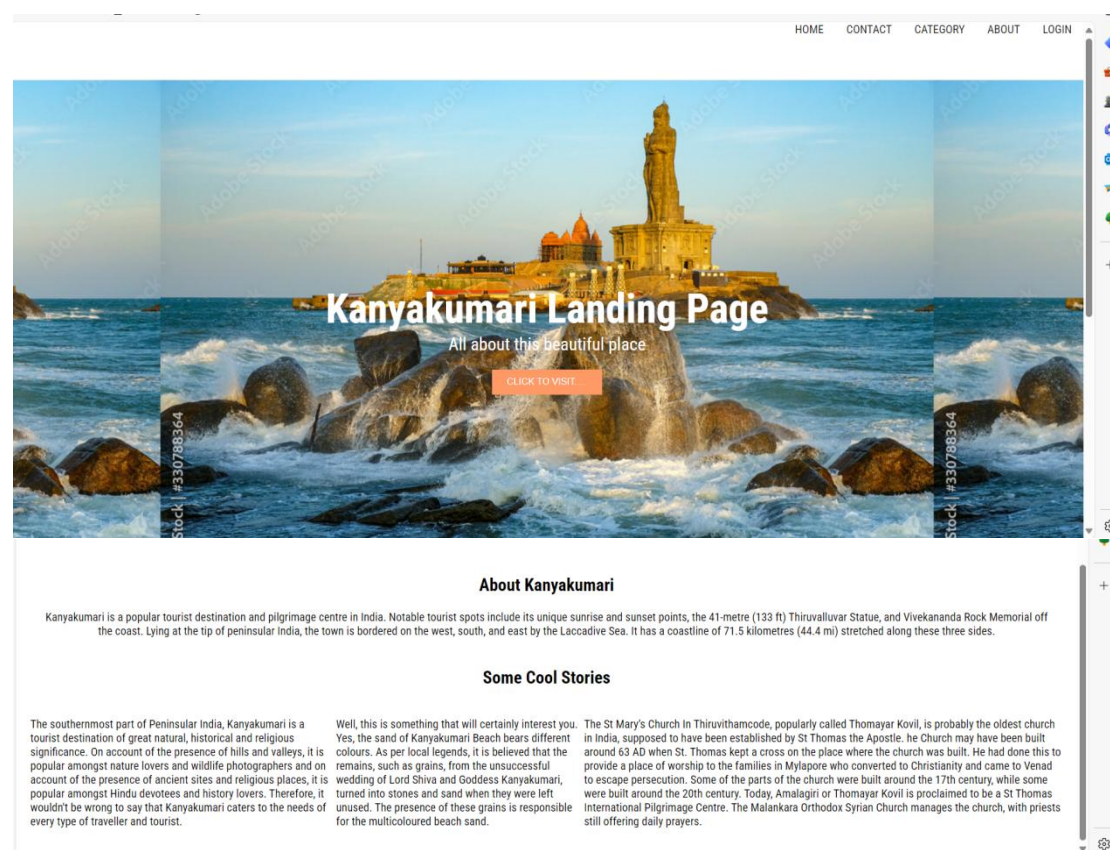 HOME CONTACT CATEGORY ABOUT LOGIN
Kanyakumari Landing Page
All about this beautiful place
CLICK TO VISIT.....
Adobe Stock
Stock | #330788364
Stock | #330788364
About Kanyakumari
Kanyakumari is a popular tourist destination and pilgrimage centre in India. Notable tourist spots include its unique sunrise and sunset points, the 41-metre (133 ft) Thiruvalluvar Statue, and Vivekananda Rock Memorial off
the coast. Lying at the tip of peninsular India, the town is bordered on the west, south, and east by the Laccadive Sea. It has a coastline of 71.5 kilometres (44.4 mi) stretched along these three sides.
Some Cool Stories
The southernmost part of Peninsular India, Kanyakumari is a
tourist destination of great natural, historical and religious
significance. On account of the presence of hills and valleys, it is
popular amongst nature lovers and wildlife photographers and on
account of the presence of ancient sites and religious places, it is
popular amongst Hindu devotees and history lovers. Therefore, it
wouldn't be wrong to say that Kanyakumari caters to the needs of
every type of traveller and tourist.
Well, this is something that will certainly interest you.
Yes, the sand of Kanyakumari Beach bears different
colours. As per local legends, it is believed that the
remains, such as grains, from the unsuccessful
wedding of Lord Shiva and Goddess Kanyakumari,
turned into stones and sand when they were left
unused. The presence of these grains is responsible
for the multicoloured beach sand.
The St Mary's Church In Thiruvithamcode, popularly called Thomayar Kovil, is probably the oldest church
in India, supposed to have been established by St Thomas the Apostle. he Church may have been built
around 63 AD when St. Thomas kept a cross on the place where the church was built. He had done this to
provide a place of worship to the families in Mylapore who converted to Christianity and came to Venad
to escape persecution. Some of the parts of the church were built around the 17th century, while some
were built around the 20th century. Today, Amalagiri or Thomayar Kovil is proclaimed to be a St Thomas
International Pilgrimage Centre. The Malankara Orthodox Syrian Church manages the church, with priests
still offering daily prayers.